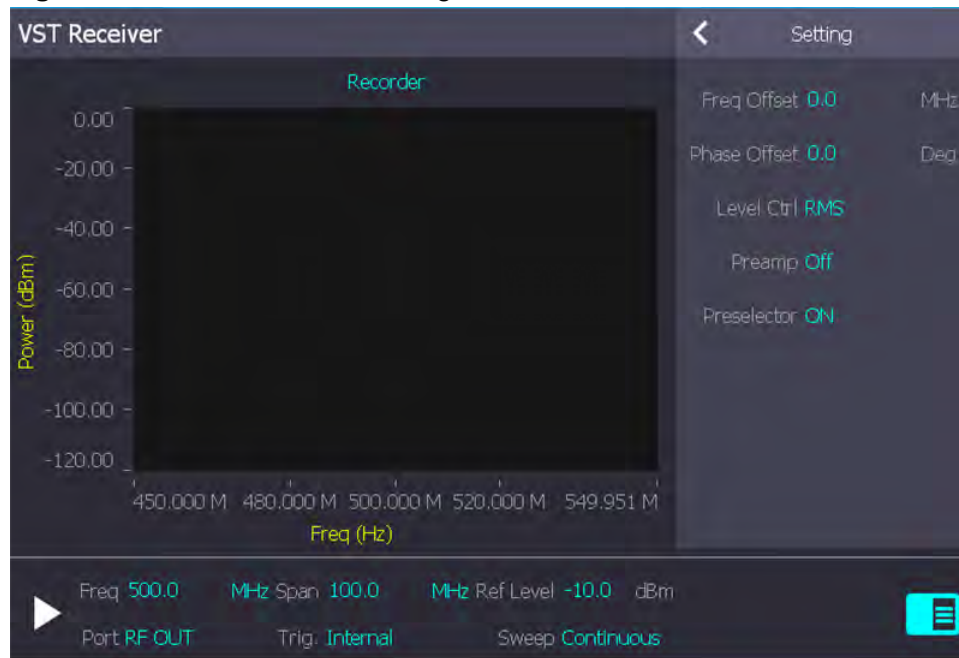 VST Receiver
Setting
Recorder
Freq Offset 0.0 MHz
Phase Offset 0.0 Deg
Level Ctrl RMS
Preamp Off
Preselector ON
Power (dBm)
0.00
-20.00
-40.00
-60.00
-80.00
-100.00
-120.00
450.000 M 480.000 M 500.000 M 520.000 M 549.951 M
Freq (Hz)
Freq 500.0 MHz Span 100.0 MHz Ref Level -10.0 dBm
Port RF OUT Trig. Internal Sweep Continuous